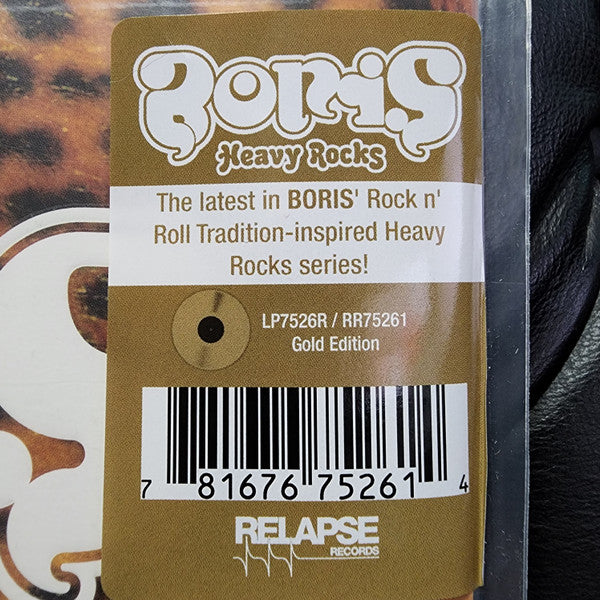 BORIS
Heavy Rocks
The latest in BORIS' Rock n'
Roll Tradition-inspired Heavy
Rocks series!
LP7526R / RR75261
Gold Edition
7 81676 75261 4
RELAPSE
RECORDS